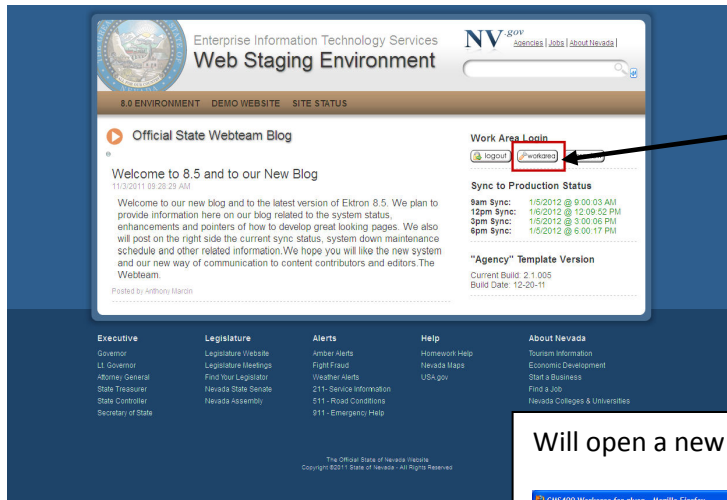 Enterprise Information Technology Services
Web Staging Environment
NV.gov
Agencies | Jobs | About Nevada |
8.0 ENVIRONMENT DEMO WEBSITE SITE STATUS
Official State Webteam Blog
Welcome to 8.5 and to our New Blog
11/3/2011 09:28:29 AM
Welcome to our new blog and to the latest version of Ektron 8.5. We plan to
provide information here on our blog related to the system status,
enhancements and pointers of how to develop great looking pages. We also
will post on the right side the current sync status, system down maintenance
schedule and other related information.We hope you will like the new system
and our new way of communication to content contributors and editors.The
Webteam.
Posted by Anthony Marcin
Work Area Login
logout workarea
Sync to Production Status
9am Sync: 1/5/2012 @ 9:00:03 AM
12pm Sync: 1/6/2012 @ 12:09:52 PM
3pm Sync: 1/5/2012 @ 3:00:06 PM
6pm Sync: 1/5/2012 @ 6:00:17 PM
"Agency" Template Version
Current Build: 2.1.005
Build Date: 12-20-11
Executive
Governor
Lt. Governor
Attorney General
State Treasurer
State Controller
Secretary of State
Legislature
Legislature Website
Legislature Meetings
Find Your Legislator
Nevada State Senate
Nevada Assembly
Alerts
Amber Alerts
Fight Fraud
Weather Alerts
211- Service Information
511 - Road Conditions
911 - Emergency Help
Help
Homework Help
Nevada Maps
USA.gov
About Nevada
Tourism Information
Economic Development
Start a Business
Find a Job
Nevada Colleges & Universities
The Official State of Nevada Website
Copyright ©2011 State of Nevada - All Rights Reserved
Will open a new